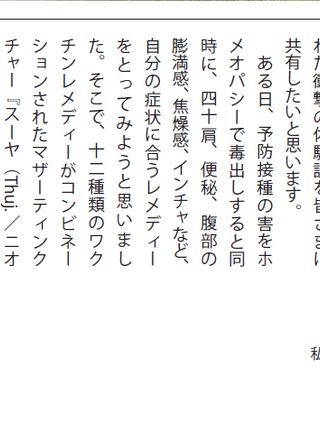 れた衝撃の体験談を皆さまに
共有したいと思います。
ある日、予防接種の害をホ
メオパシーで毒出しすると同
時に、四十肩、便秘、腹部の
膨満感、焦燥感、インチャなど、
自分の症状に合うレメディー
をとってみようと思いまし
た。そこで、十二種類のワク
チンレメディーがコンビネー
ションされたマザーティンク
チャー『スーヤ（Thuj.／ニオ
私